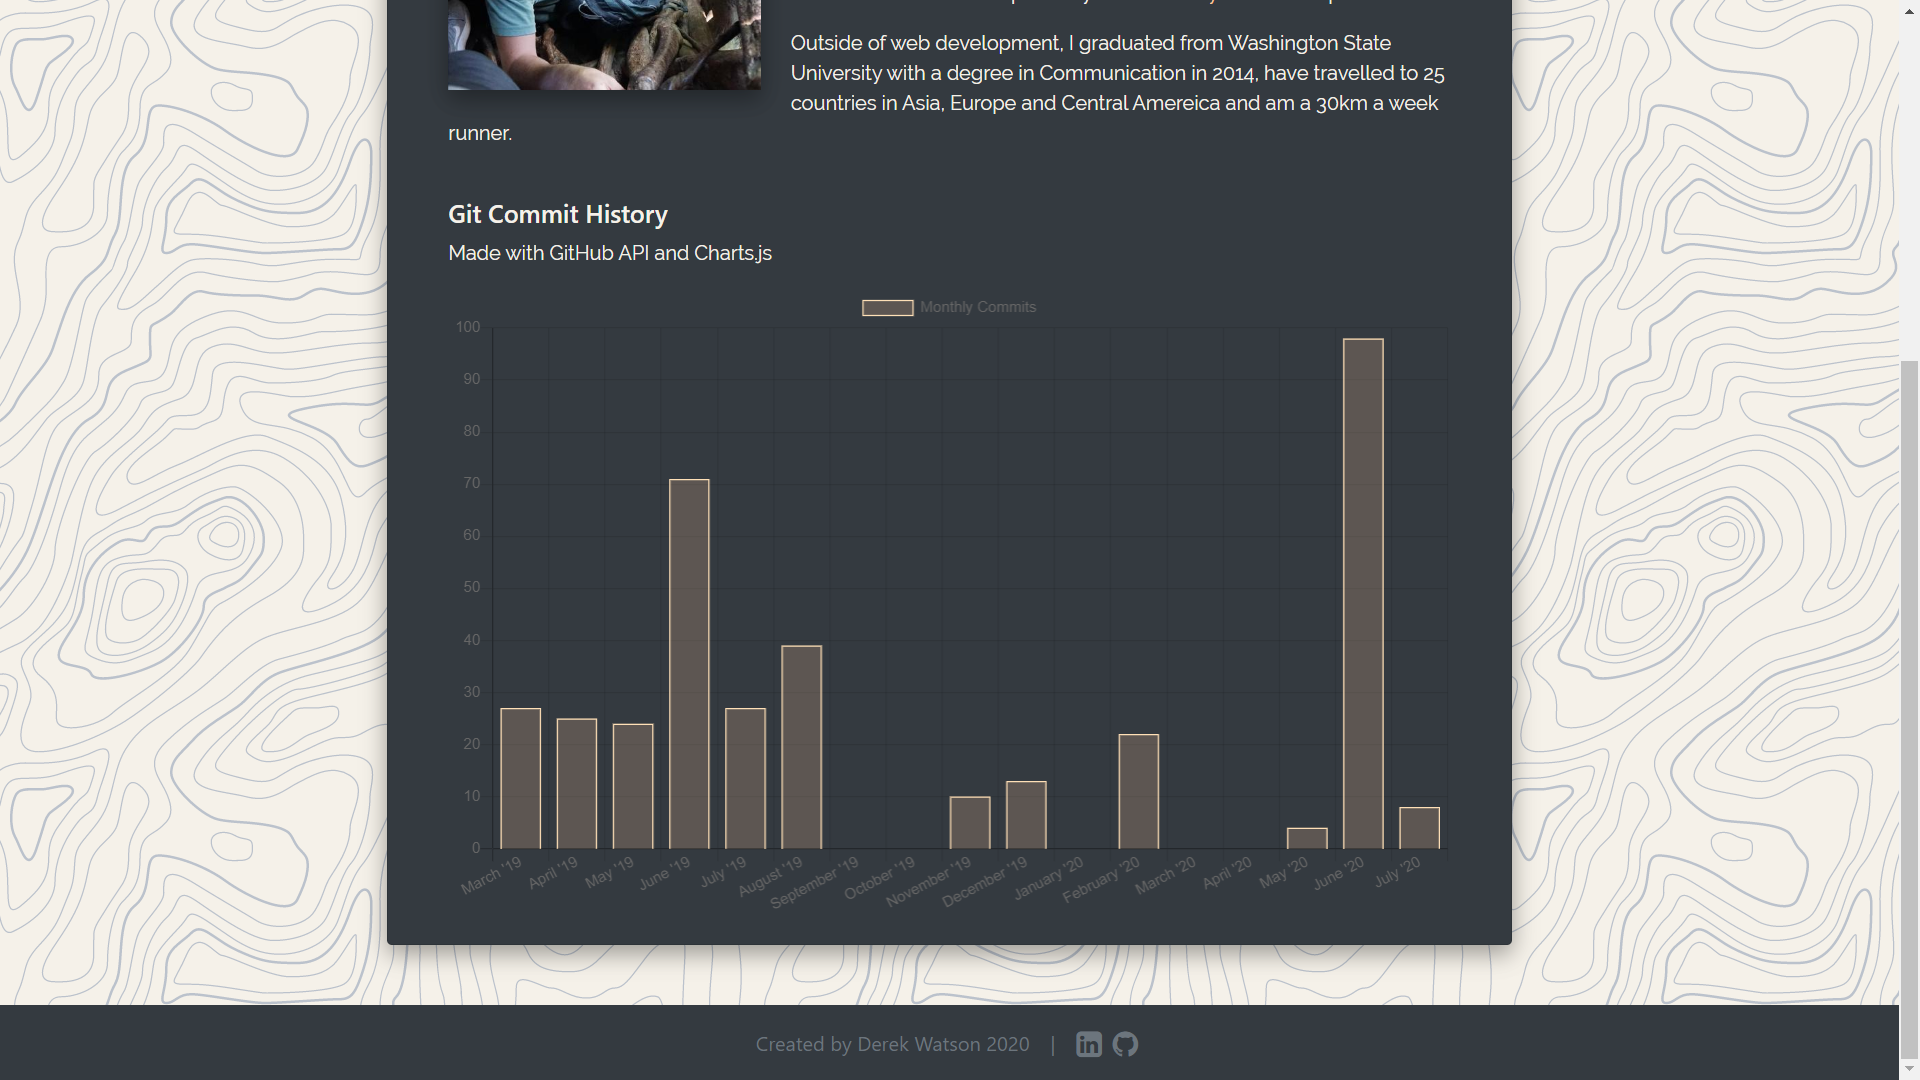 Outside of web development, I graduated from Washington State
University with a degree in Communication in 2014, have travelled to 25
countries in Asia, Europe and Central Amereica and am a 30km a week
runner.
Git Commit History
Made with GitHub API and Charts.js
Monthly Commits
100
90
80
70
60
50
40
30
20
10
0
March '19 April '19 May '19 June '19 July '19 August '19 September '19 October '19 November '19 December '19 January '20 February '20 March '20 April '20 May '20 June '20 July '20
Created by Derek Watson 2020 |
in